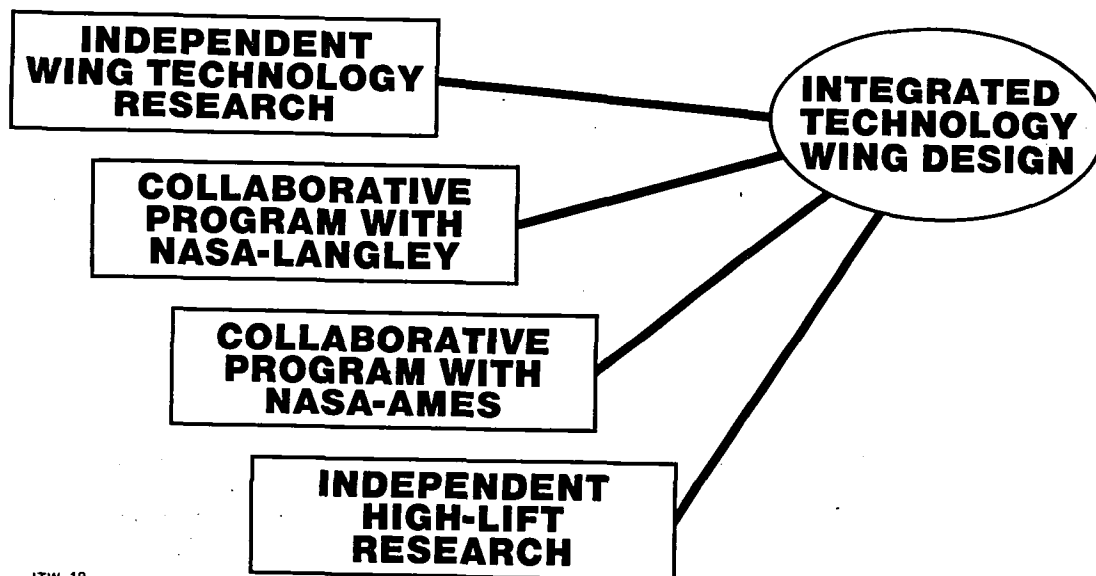 INDEPENDENT
WING TECHNOLOGY
RESEARCH
INTEGRATED
TECHNOLOGY
WING DESIGN
COLLABORATIVE
PROGRAM WITH
NASA-LANGLEY
COLLABORATIVE
PROGRAM WITH
NASA-AMES
INDEPENDENT
HIGH-LIFT
RESEARCH